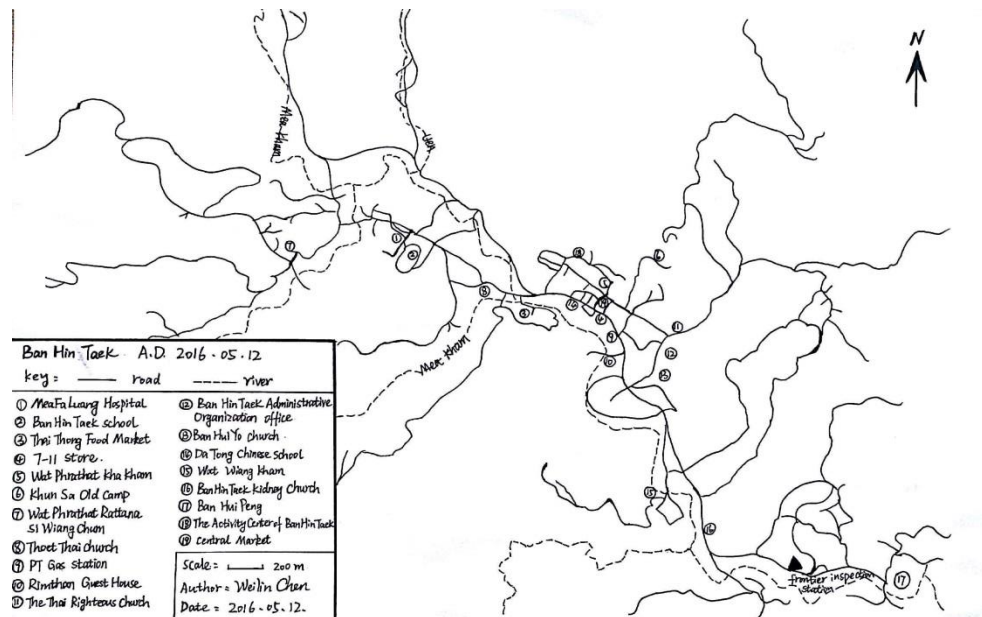 N
Mea Kham
Mea Kham
frontier inspection
station
Ban Hin Taek A.D. 2016.05.12
key: road river
① MeaFaLuang Hospital
② Ban Hin Taek school
③ Thai Thong Food Market
④ 7-11 store.
⑤ Wat Phrathat Kha Kham
⑥ Khun Sa Old Camp
⑦ Wat Phrathat Rattana
SI Wiang Chun
⑧ Thoet Thai church
⑨ PT Gas station
⑩ Rimthan Guest House
⑪ The Thai Righteous Church
⑫ Ban Hin Taek Administrative
Organization office
⑬ Ban Hui Yo church.
⑭ Da Tong Chinese school
⑮ Wat Wiang Kham
⑯ Ban Hin Taek kidney Church
⑰ Ban Hui Peng
⑱ The Activity Center of Ban Hin Taek
⑲ Central Market
Scale: 200 m
Author: Weilin Chen
Date: 2016.05.12.